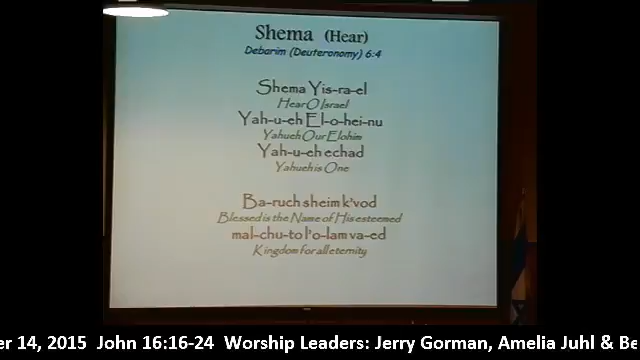 Shema (Hear)
Debarim (Deuteronomy) 6:4
Shema Yis-ra-el
Hear O Israel
Yah-u-eh El-o-hei-nu
Yahueh Our Elohim
Yah-u-eh echad
Yahueh is One
Ba-ruch sheim k'vod
Blessed is the Name of His esteemed
mal-chu-to l'o-lam va-ed
Kingdom for all eternity
er 14, 2015 John 16:16-24 Worship Leaders: Jerry Gorman, Amelia Juhl & Be